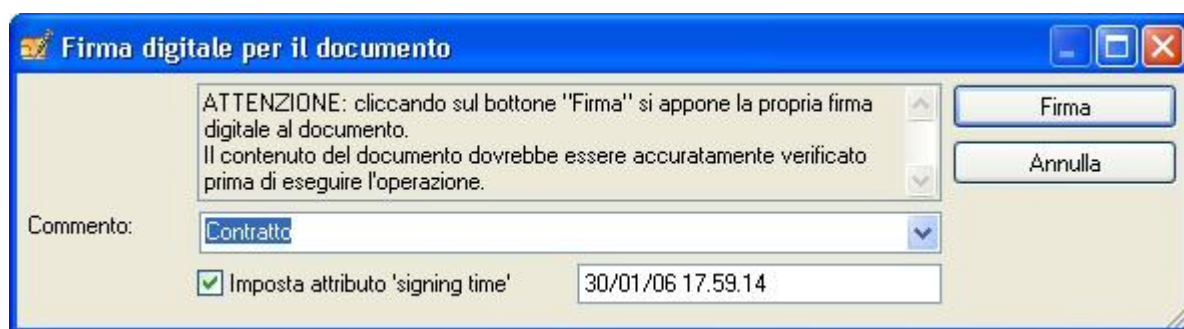 Firma digitale per il documento
ATTENZIONE: cliccando sul bottone "Firma" si appone la propria firma
digitale al documento.
Il contenuto del documento dovrebbe essere accuratamente verificato
prima di eseguire l'operazione.
Firma
Annulla
Commento:
Contratto
Imposta attributo 'signing time'
30/01/06 17.59.14